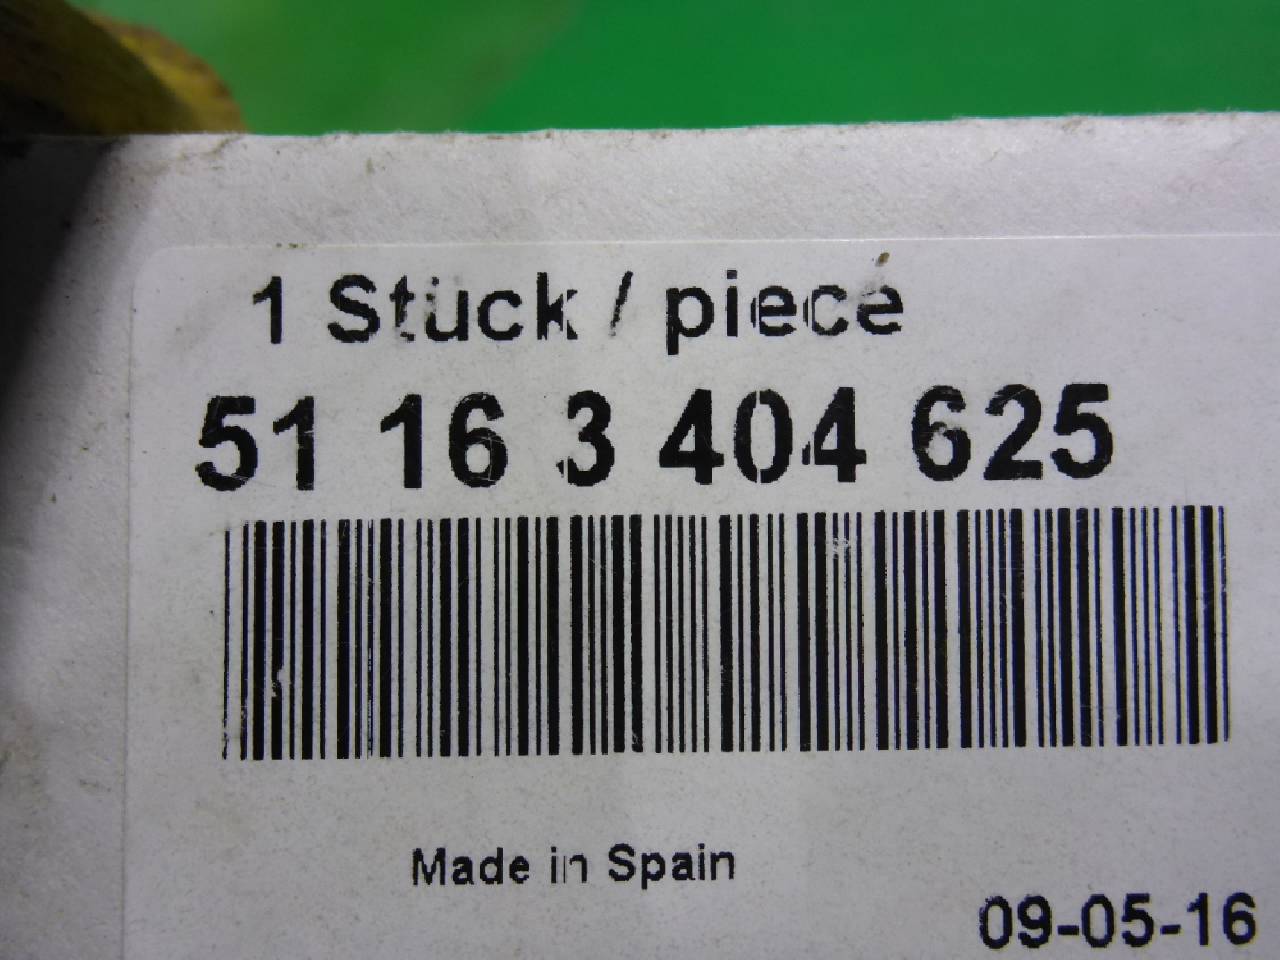 1 Stück / piece
51 16 3 404 625
Made in Spain
09-05-16